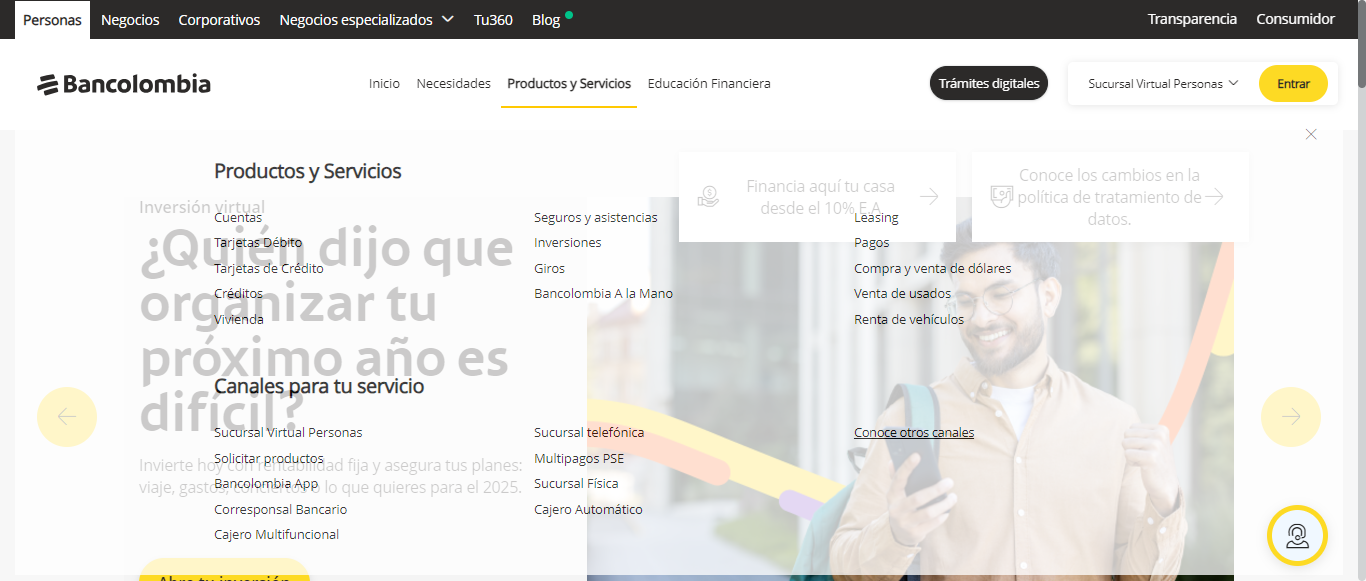 Personas Negocios Corporativos Negocios especializados Tu360 Blog Transparencia Consumidor
Bancolombia Inicio Necesidades Productos y Servicios Educación Financiera Trámites digitales Sucursal Virtual Personas Entrar
Productos y Servicios
Cuentas
Tarjetas Débito
Tarjetas de Crédito
Créditos
Vivienda
Seguros y asistencias
Inversiones
Giros
Bancolombia A la Mano
Leasing
Pagos
Compra y venta de dólares
Venta de usados
Renta de vehículos
Canales para tu servicio
Sucursal Virtual Personas
Solicitar productos
Bancolombia App
Corresponsal Bancario
Cajero Multifuncional
Sucursal telefónica
Multipagos PSE
Sucursal Física
Cajero Automático
Conoce otros canales
Financia aquí tu casa
desde el 10% E.A.
Conoce los cambios en la
política de tratamiento de
datos.
Inversión virtual
¿Quién dijo que
organizar tu
próximo año es
difícil?
Invierte hoy con rentabilidad fija y asegura tus planes:
viaje, gastos, conciertos o lo que quieres para el 2025.
Abre tu inversión